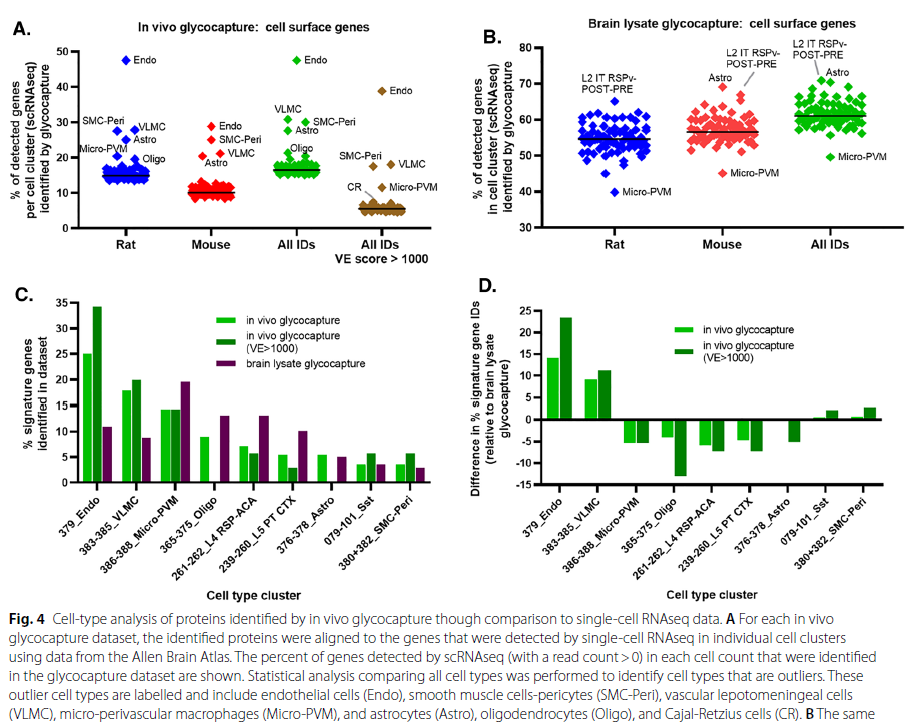 A.
In vivo glycocapture: cell surface genes
% of detected genes
per cell cluster (scRNAseq)
identified by glycocapture
50
40
30
20
10
0
Endo
SMC-Peri
VLMC
Astro
Micro-PVM
Oligo
Endo
SMC-Peri
VLMC
Astro
Endo
VLMC
SMC-Peri
Astro
Oligo
Endo
SMC-Peri
VLMC
CR
Micro-PVM
Rat
Mouse
All IDs
All IDs
VE score > 1000
B.
Brain lysate glycocapture: cell surface genes
% of detected genes
in cell cluster (scNAseq)
identified by glycocapture
80
70
60
50
40
30
L2 IT RSPv-
POST-PRE
Micro-PVM
L2 IT RSPv-
POST-PRE
Astro
Micro-PVM
L2 IT RSPv-
POST-PRE
Astro
Micro-PVM
Rat
Mouse
All IDs
C.
% signature genes
identified in dataset
35
30
25
20
15
10
5
0
in vivo glycocapture
in vivo glycocapture
(VE>1000)
brain lysate glycocapture
379_Endo
383-385_VLMC
386-388_Micro-PVM
365-375_Oligo
261-262_L4 RSP-ACA
239-260_L5 PT CTX
376-378_Astro
079-101_Sst
380+382_SMC-Peri
Cell type cluster
D.
Difference in % signature gene IDs
(relative to brain lysate
glycocapture)
25
20
15
10
5
0
-5
-10
-15
in vivo glycocapture
in vivo glycocapture
(VE>1000)
379_Endo
383-385_VLMC
386-388_Micro-PVM
365-375_Oligo
261-262_L4 RSP-ACA
239-260_L5 PT CTX
376-378_Astro
079-101_Sst
380+382_SMC-Peri
Cell type cluster
Fig. 4 Cell-type analysis of proteins identified by in vivo glycocapture though comparison to single-cell RNAseq data. A For each in vivo
glycocapture dataset, the identified proteins were aligned to the genes that were detected by single-cell RNAseq in individual cell clusters
using data from the Allen Brain Atlas. The percent of genes detected by scRNAseq (with a read count > 0) in each cell count that were identified
in the glycocapture dataset are shown. Statistical analysis comparing all cell types was performed to identify cell types that are outliers. These
outlier cell types are labelled and include endothelial cells (Endo), smooth muscle cells-pericytes (SMC-Peri), vascular lepotomeningeal cells
(VLMC), micro-perivascular macrophages (Micro-PVM), and astrocytes (Astro), oligodendrocytes (Oligo), and Cajal-Retzius cells (CR). B The same